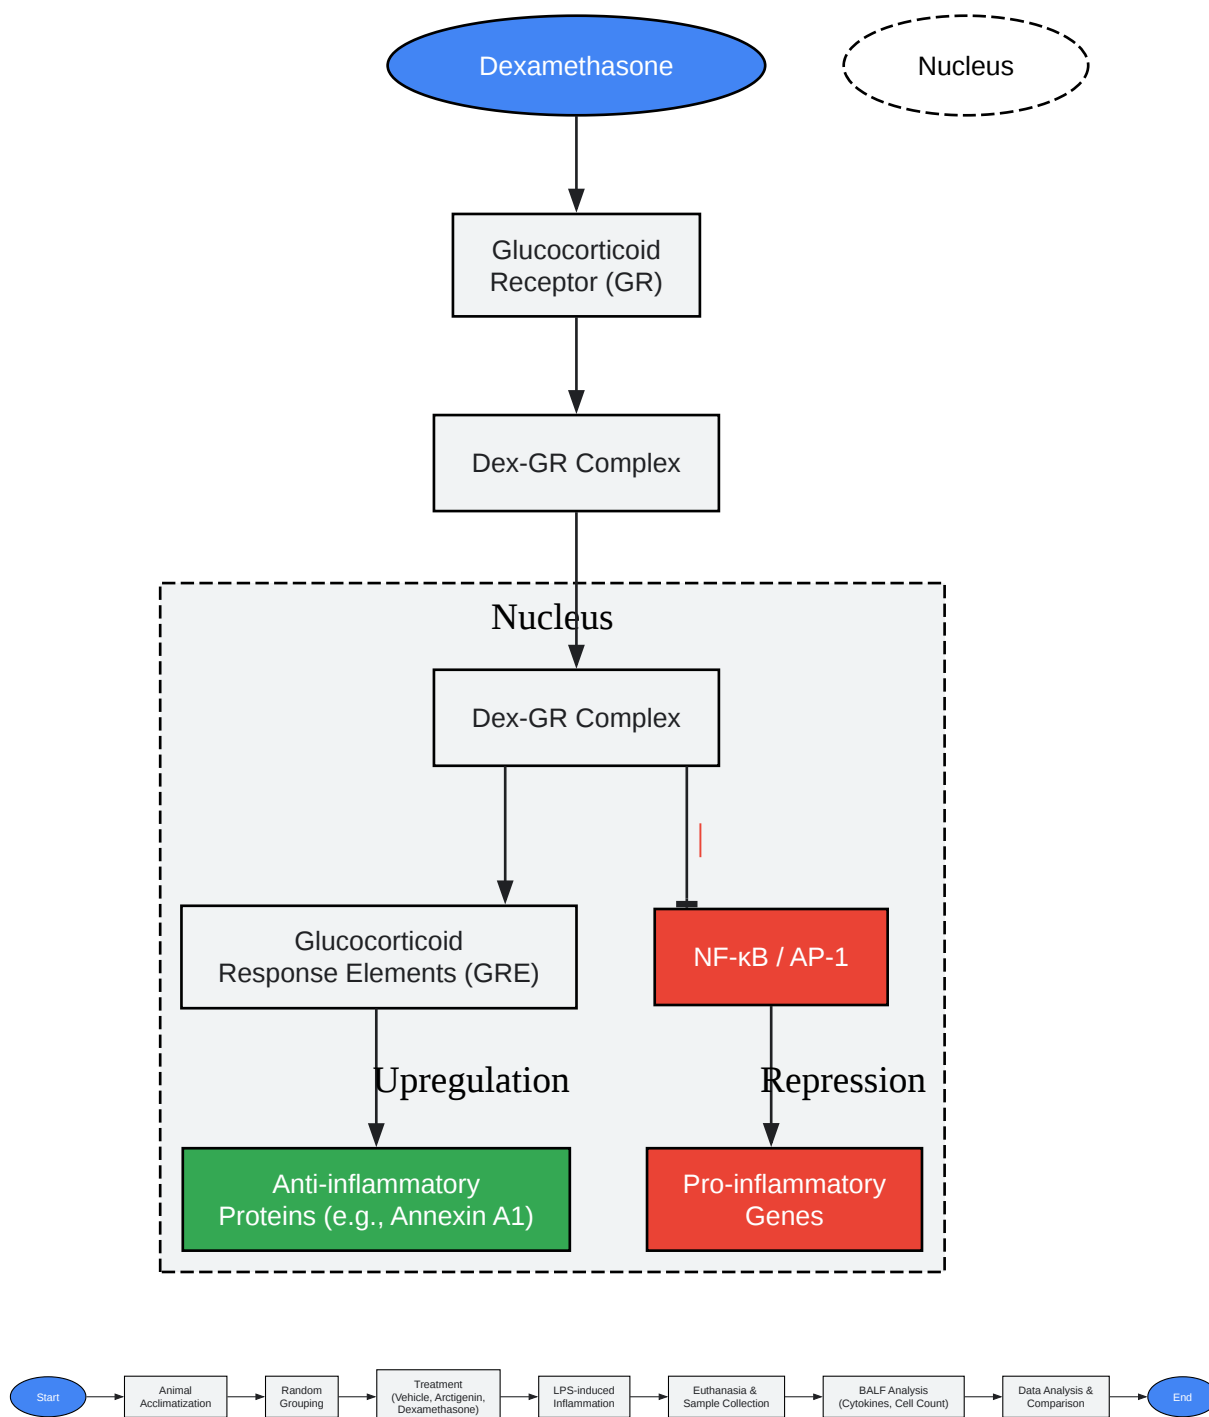 Dexamethasone
Nucleus
Glucocorticoid
Receptor (GR)
Dex-GR Complex
Nucleus
Dex-GR Complex
Glucocorticoid
Response Elements (GRE)
NF-κB / AP-1
Upregulation
Repression
Anti-inflammatory
Proteins (e.g., Annexin A1)
Pro-inflammatory
Genes
Start
Animal
Acclimatization
Random
Grouping
Treatment
(Vehicle, Arctigenin,
Dexamethasone)
LPS-induced
Inflammation
Euthanasia &
Sample Collection
BALF Analysis
(Cytokines, Cell Count)
Data Analysis &
Comparison
End